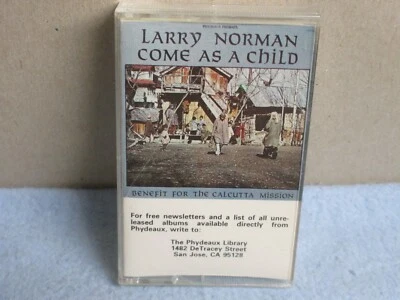 LARRY NORMAN
COME AS A CHILD
BENEFIT FOR THE CALCUTTA MISSION
For free newsletters and a list of all unre-
leased albums available directly from
Phydeaux, write to:
The Phydeaux Library
1462 DeTracey Street
San Jose, CA 95128